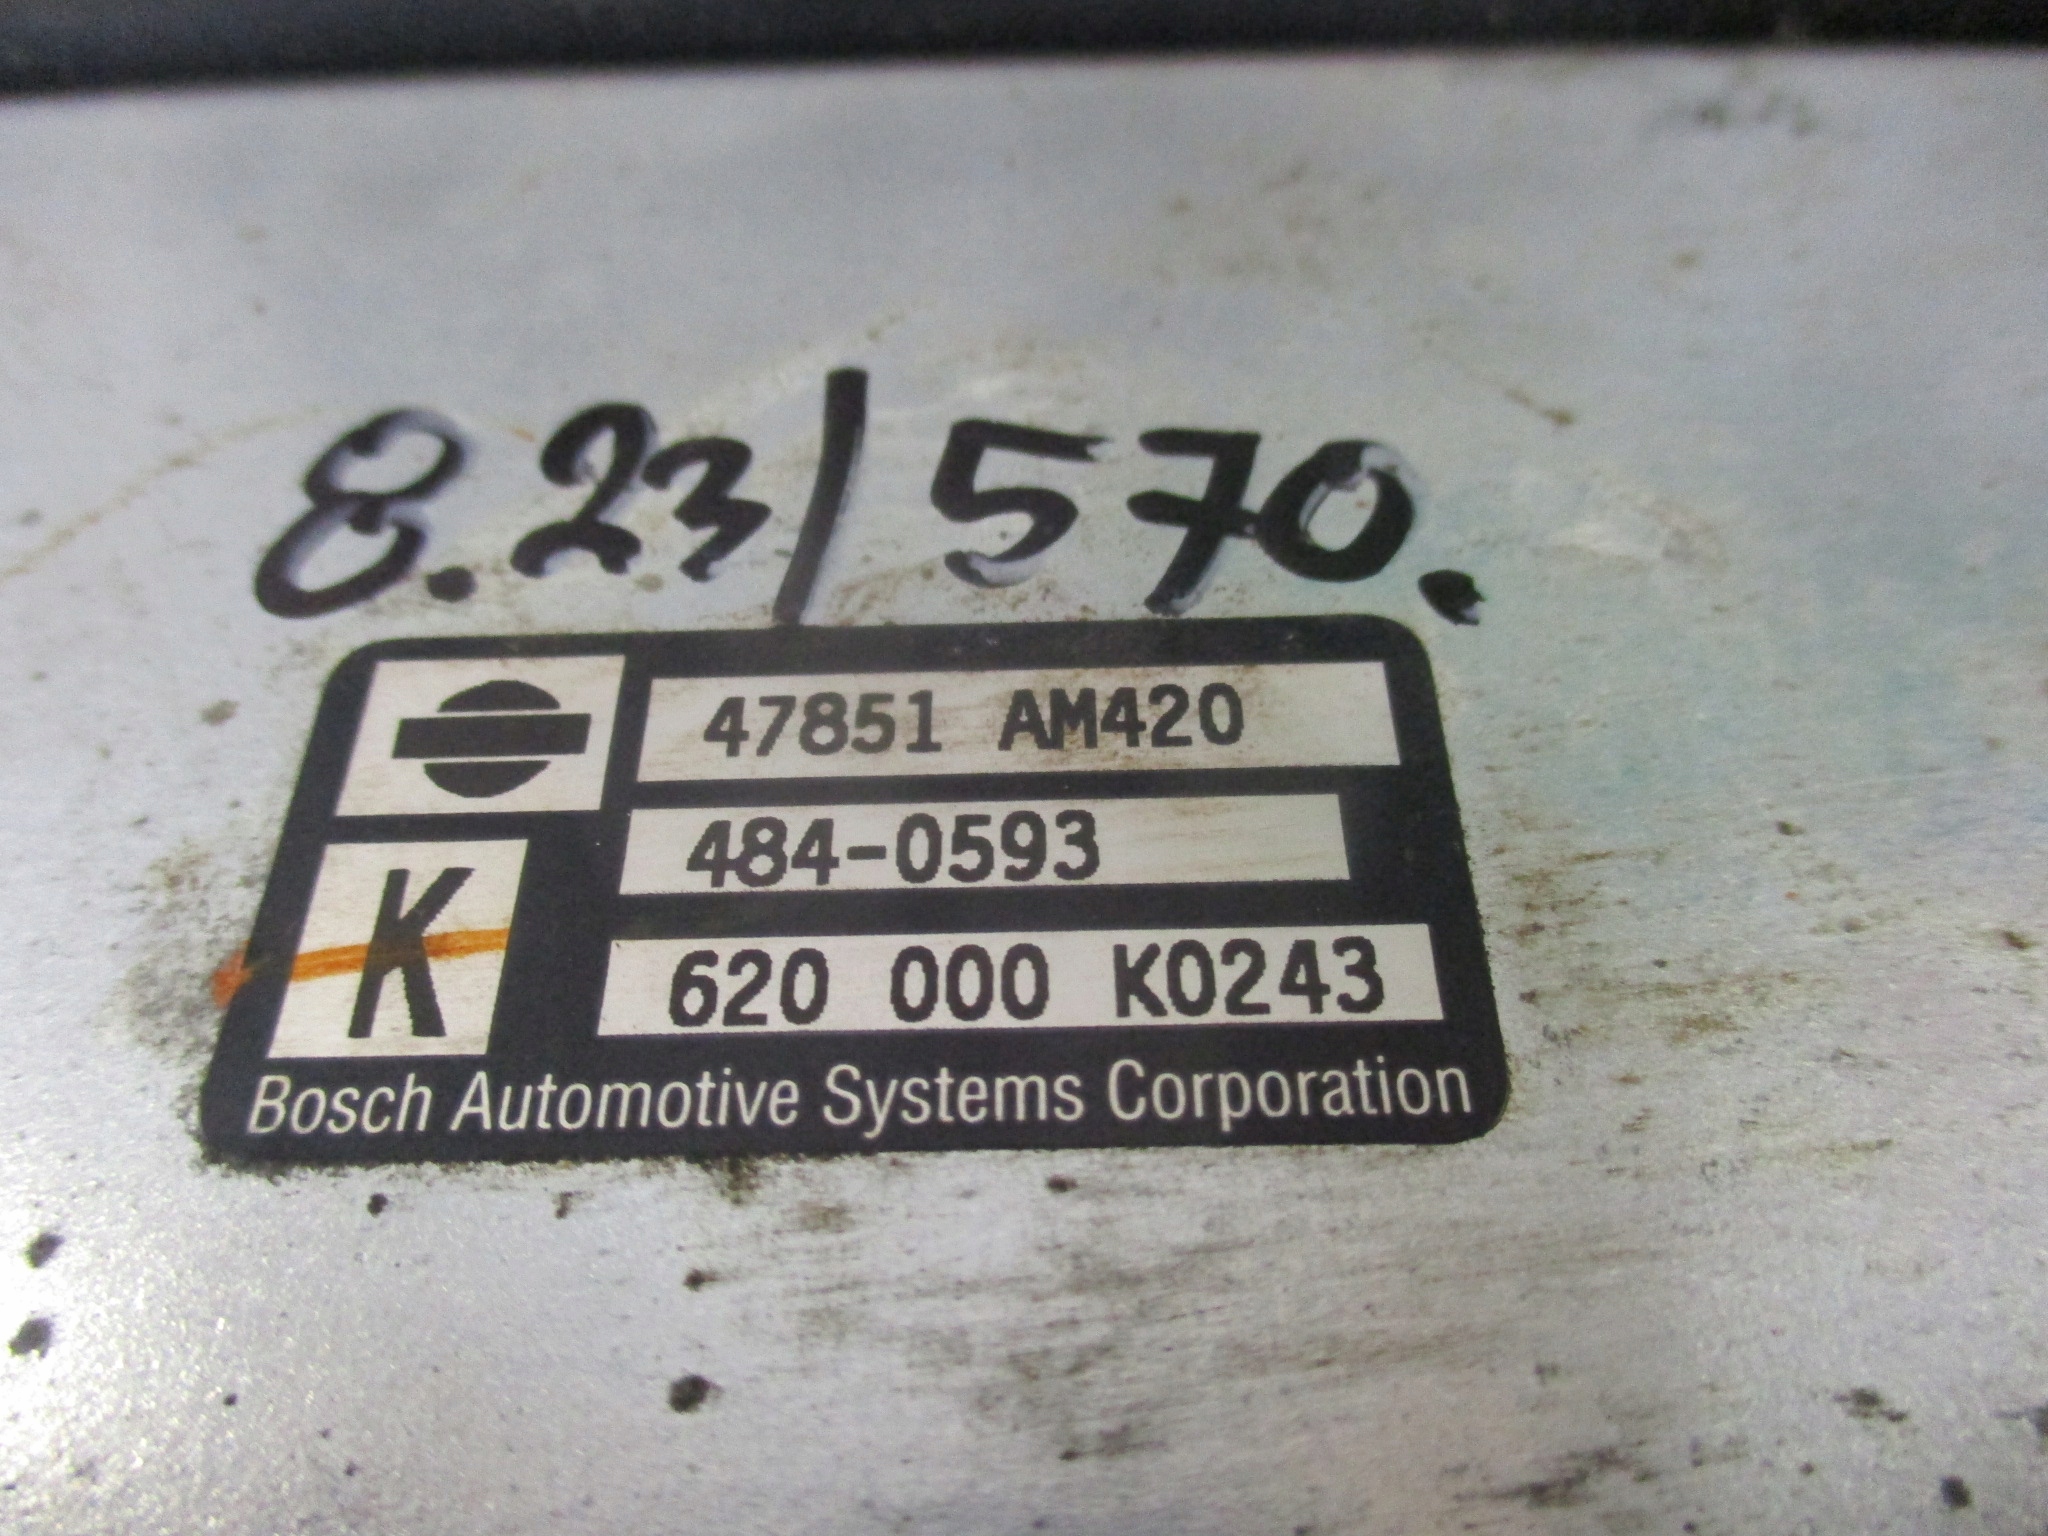 8.23/570.
47851 AM420
484-0593
K
620 000 K0243
Bosch Automotive Systems Corporation